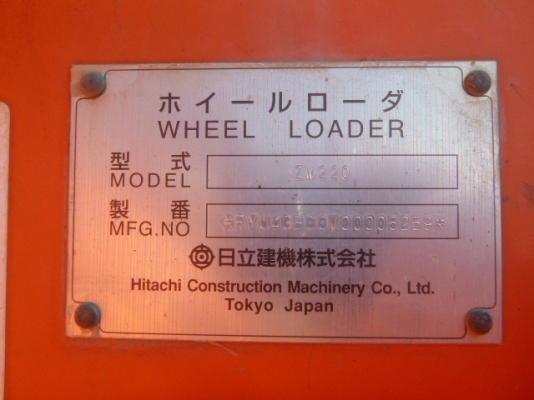 ホイールローダ
WHEEL LOADER
型式
MODEL ZW220
製番
MFG.NO
日立建機株式会社
Hitachi Construction Machinery Co., Ltd.
Tokyo Japan